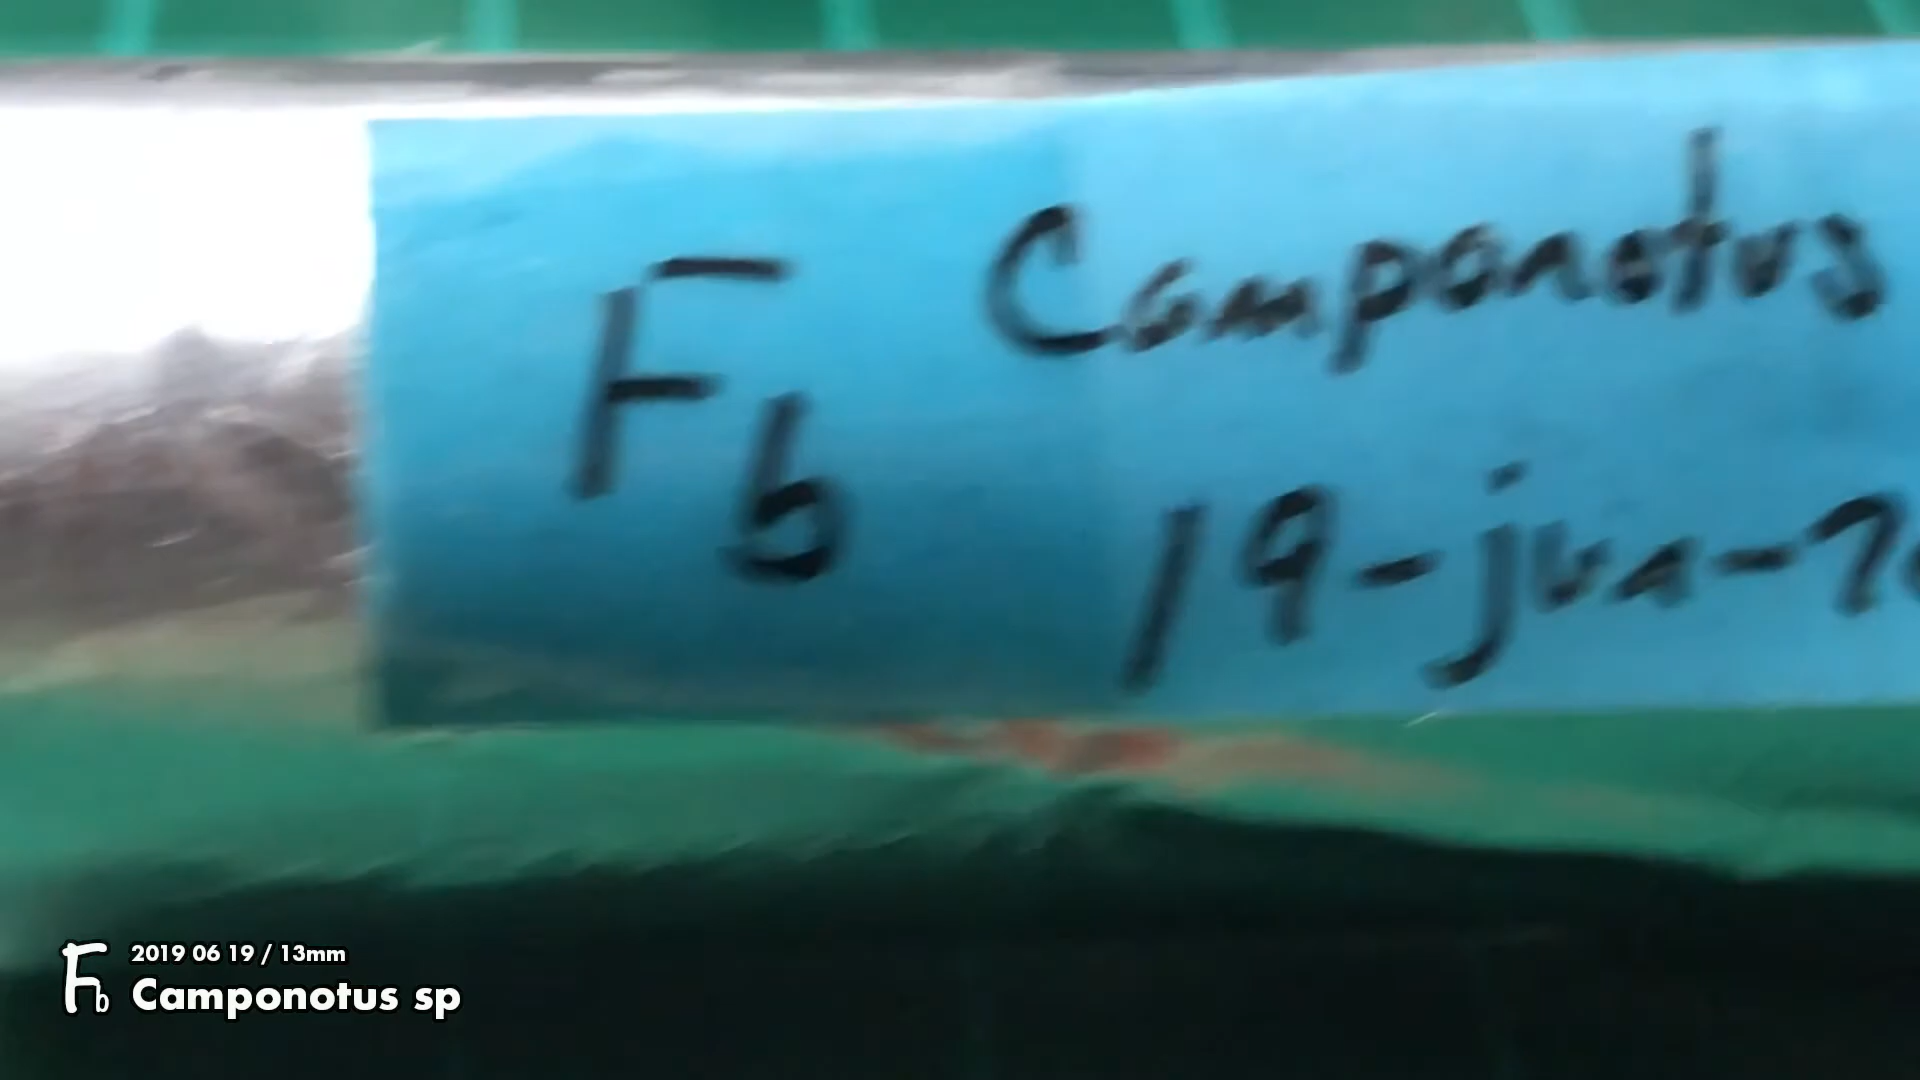 Camponotus
Fb
19-jun-
Fb
2019 06 19 / 13mm
Camponotus sp